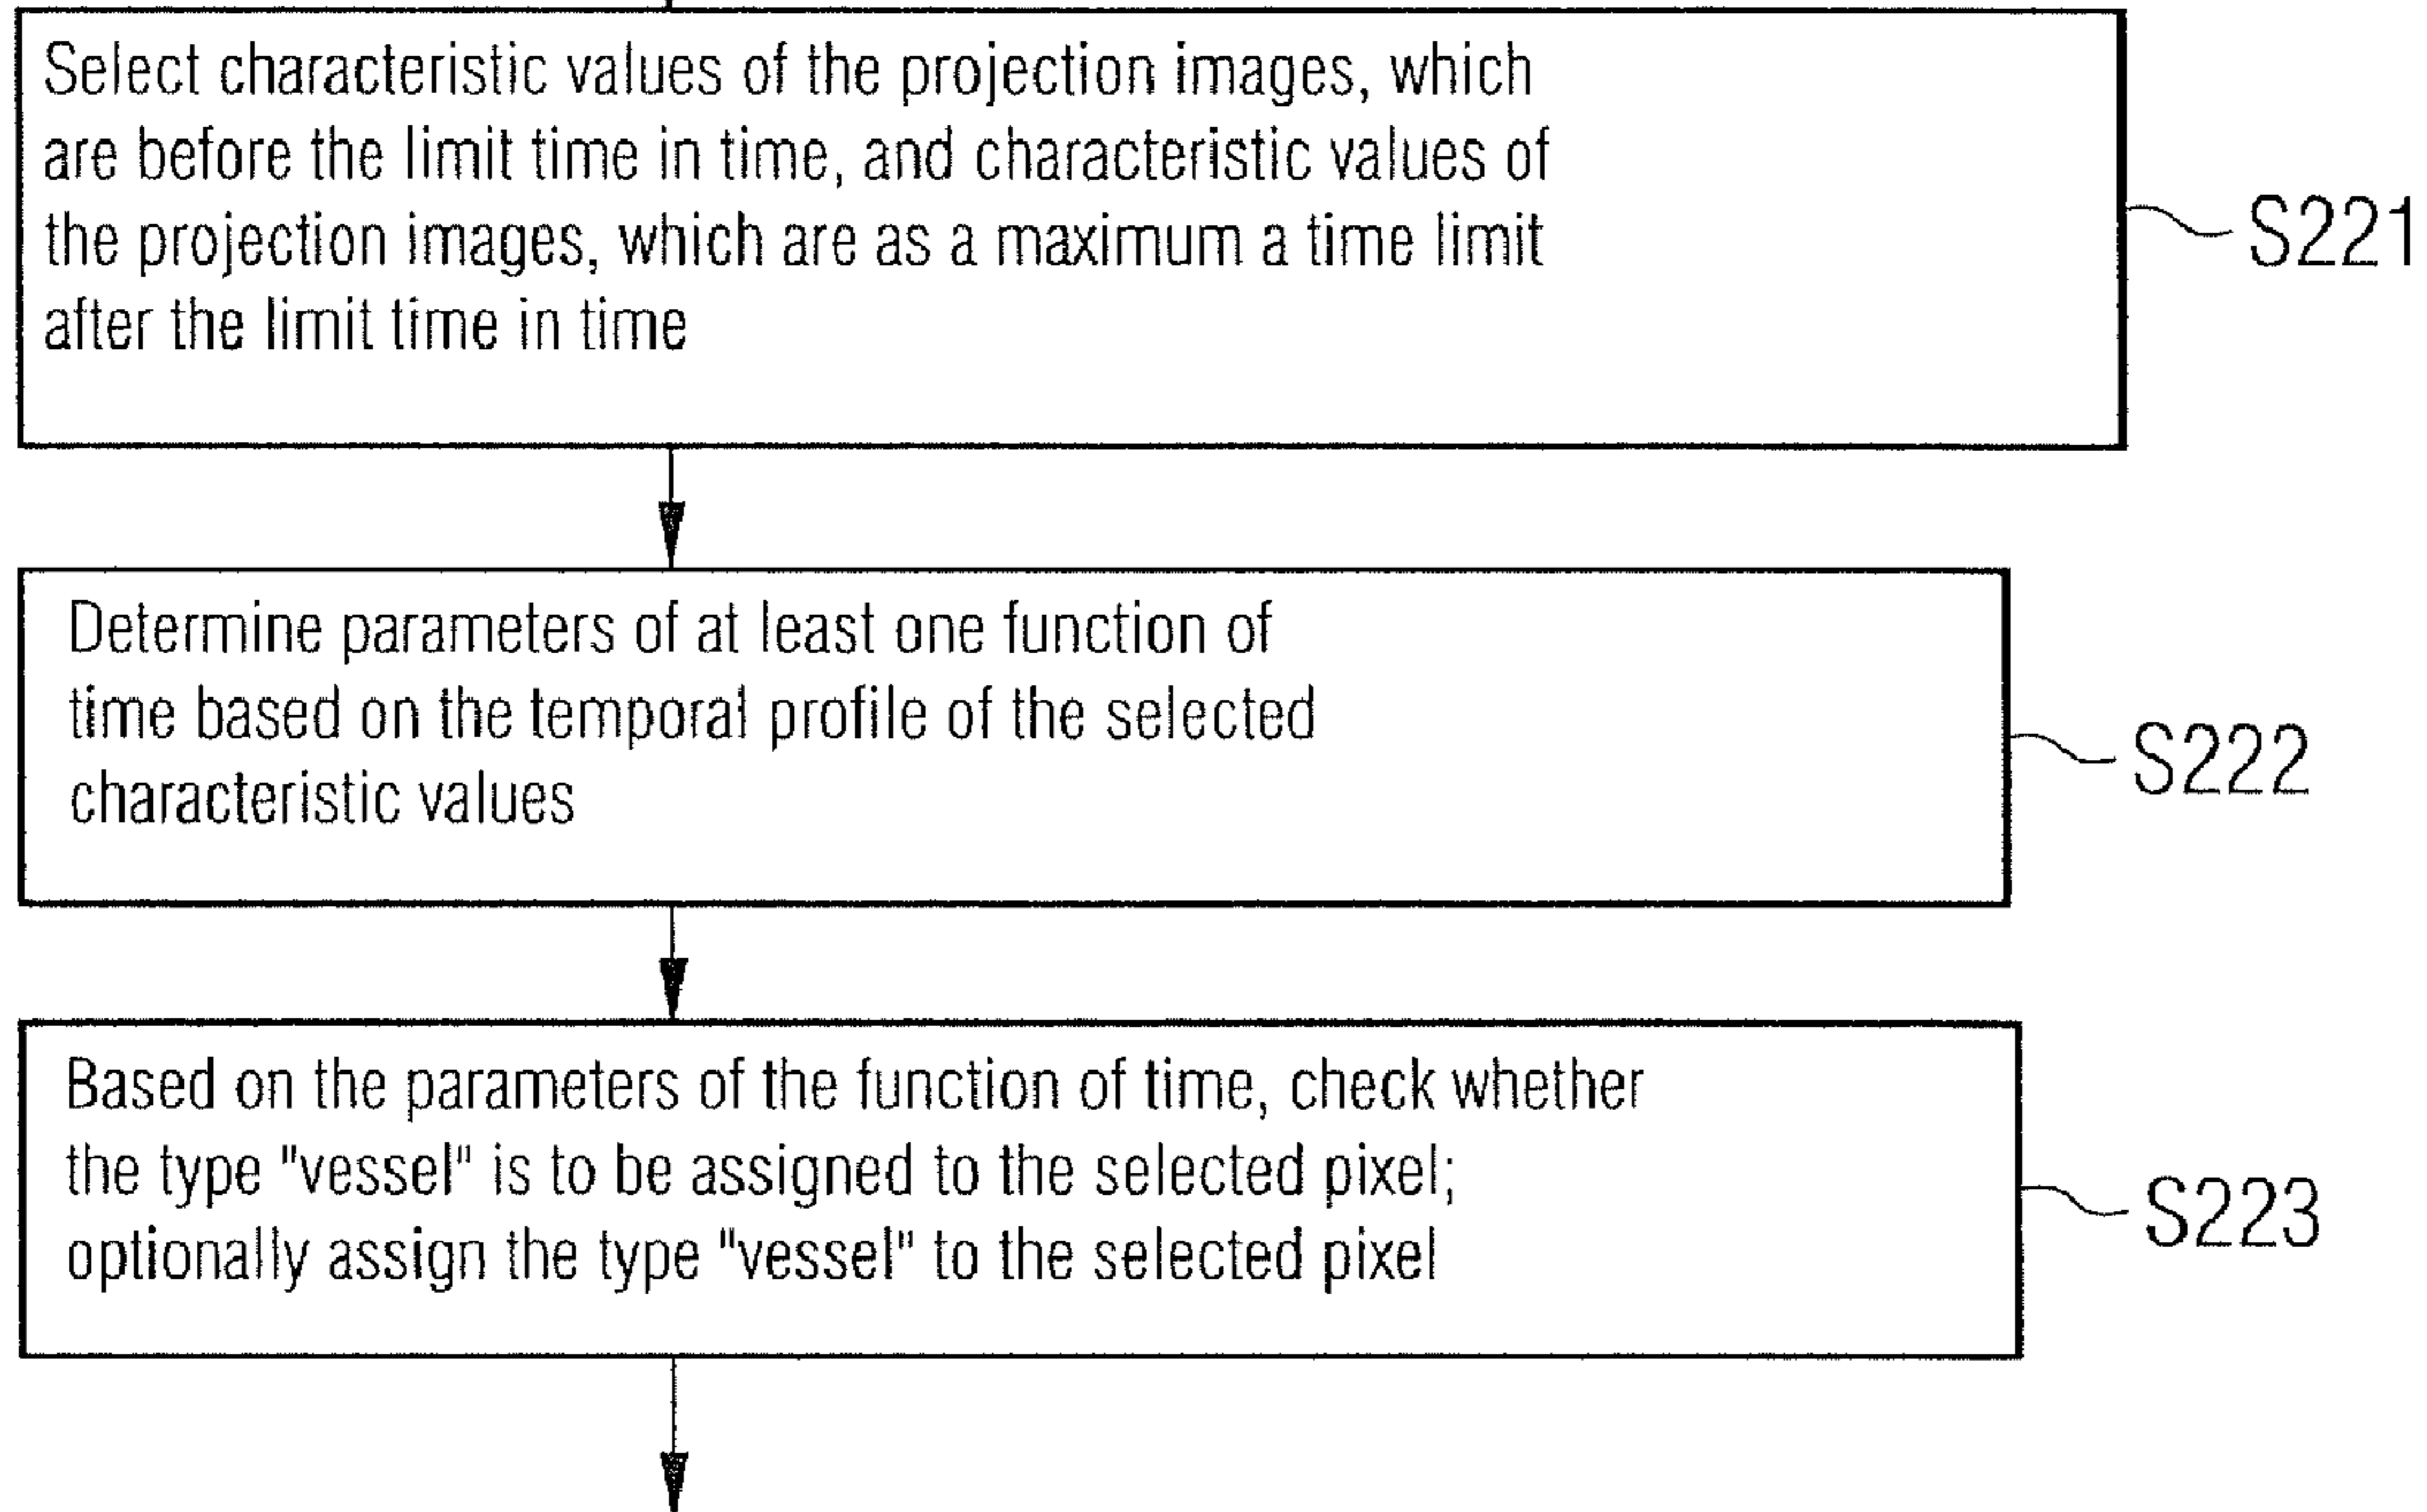 Select characteristic values of the projection images, which
are before the limit time in time, and characteristic values of
the projection images, which are as a maximum a time limit
after the limit time in time
S221
Determine parameters of at least one function of
time based on the temporal profile of the selected
characteristic values
S222
Based on the parameters of the function of time, check whether
the type "vessel" is to be assigned to the selected pixel;
optionally assign the type "vessel" to the selected pixel
S223